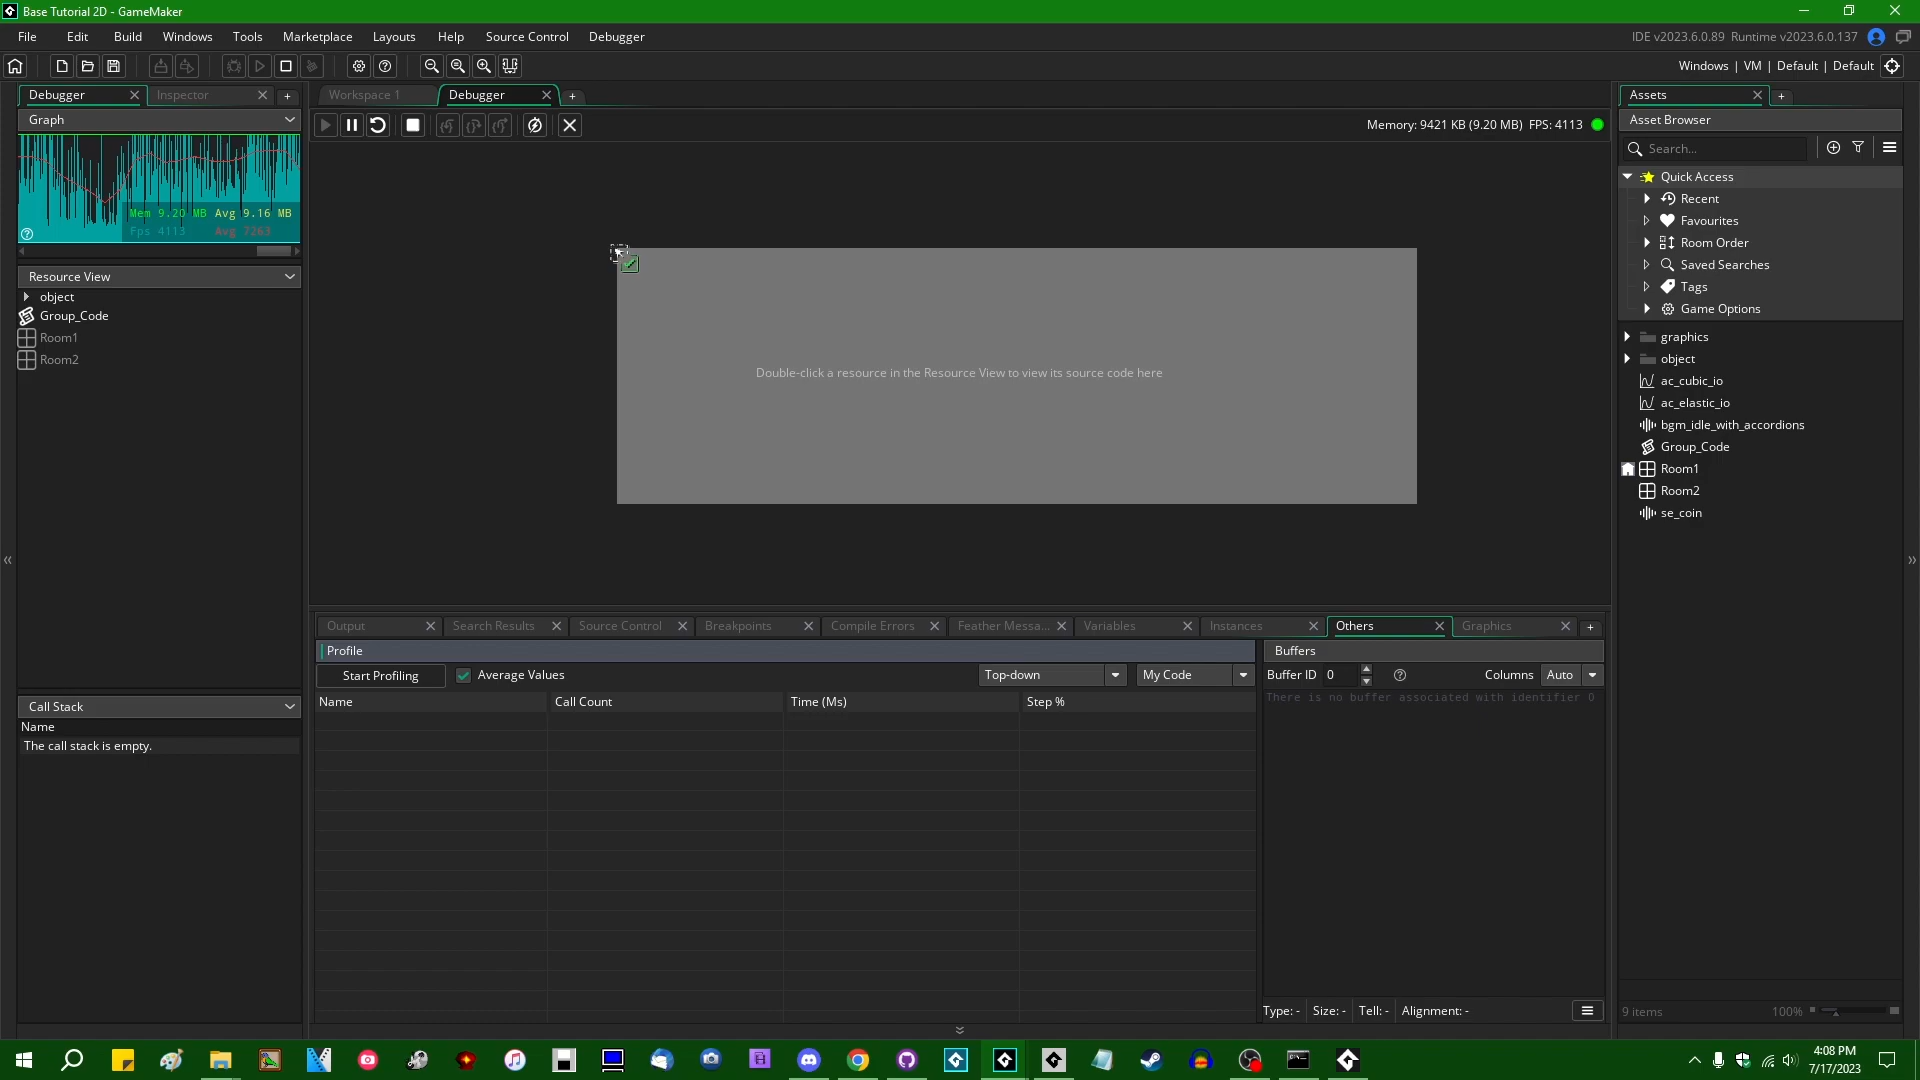 Base Tutorial 2D - GameMaker
File Edit Build Windows Tools Marketplace Layouts Help Source Control Debugger
IDE v2023.6.0.89 Runtime v2023.6.0.137
Windows | VM | Default | Default
Debugger
Inspector
Workspace 1
Debugger
Assets
Graph
Mem 9.20 MB Avg 9.16 MB
Fps 4113 Avg 7263
Resource View
object
Group_Code
Room1
Room2
Call Stack
Name
The call stack is empty.
Memory: 9421 KB (9.20 MB) FPS: 4113
Double-click a resource in the Resource View to view its source code here
Output
Search Results
Source Control
Breakpoints
Compile Errors
Feather Messa...
Variables
Instances
Others
Graphics
Profile
Start Profiling
Average Values
Top-down
My Code
Name
Call Count
Time (Ms)
Step %
Buffers
Buffer ID 0
Columns Auto
There is no buffer associated with identifier 0
Type: - Size: - Tell: - Alignment: -
Asset Browser
Search...
Quick Access
Recent
Favourites
Room Order
Saved Searches
Tags
Game Options
graphics
object
ac_cubic_io
ac_elastic_io
bgm_idle_with_accordions
Group_Code
Room1
Room2
se_coin
9 items
100%
4:08 PM
7/17/2023